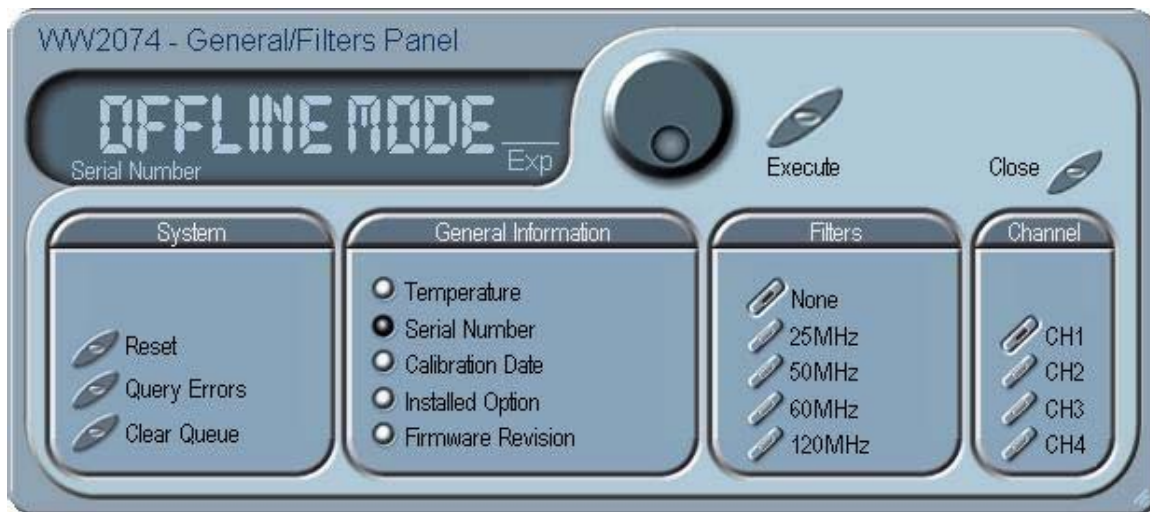 WW2074 - General/Filters Panel
OFFLINE MODE
Serial Number
Exp
Execute
Close
System
Reset
Query Errors
Clear Queue
General Information
Temperature
Serial Number
Calibration Date
Installed Option
Firmware Revision
Filters
None
25MHz
50MHz
60MHz
120MHz
Channel
CH1
CH2
CH3
CH4